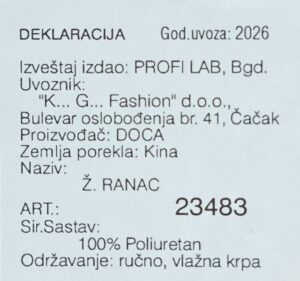 DEKLARACIJA God.uvoza: 2026
Izveštaj izdao: PROFI LAB, Bgd.
Uvoznik:
"K... G... Fashion" d.o.o.,
Bulevar oslobođenja br. 41, Čačak
Proizvođač: DOCA
Zemlja porekla: Kina
Naziv:
Ž. RANAC
ART.: 23483
Sir.Sastav:
100% Poliuretan
Održavanje: ručno, vlažna krpa